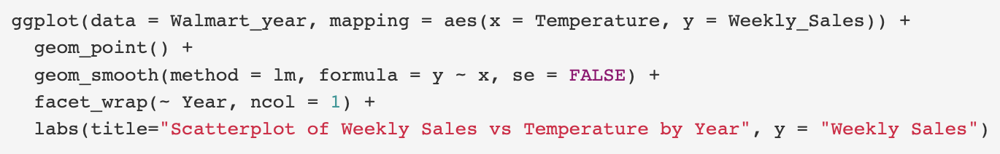 ggplot(data = Walmart_year, mapping = aes(x = Temperature, y = Weekly_Sales)) +
  geom_point() +
  geom_smooth(method = lm, formula = y ~ x, se = FALSE) +
  facet_wrap(~ Year, ncol = 1) +
  labs(title="Scatterplot of Weekly Sales vs Temperature by Year", y = "Weekly Sales")